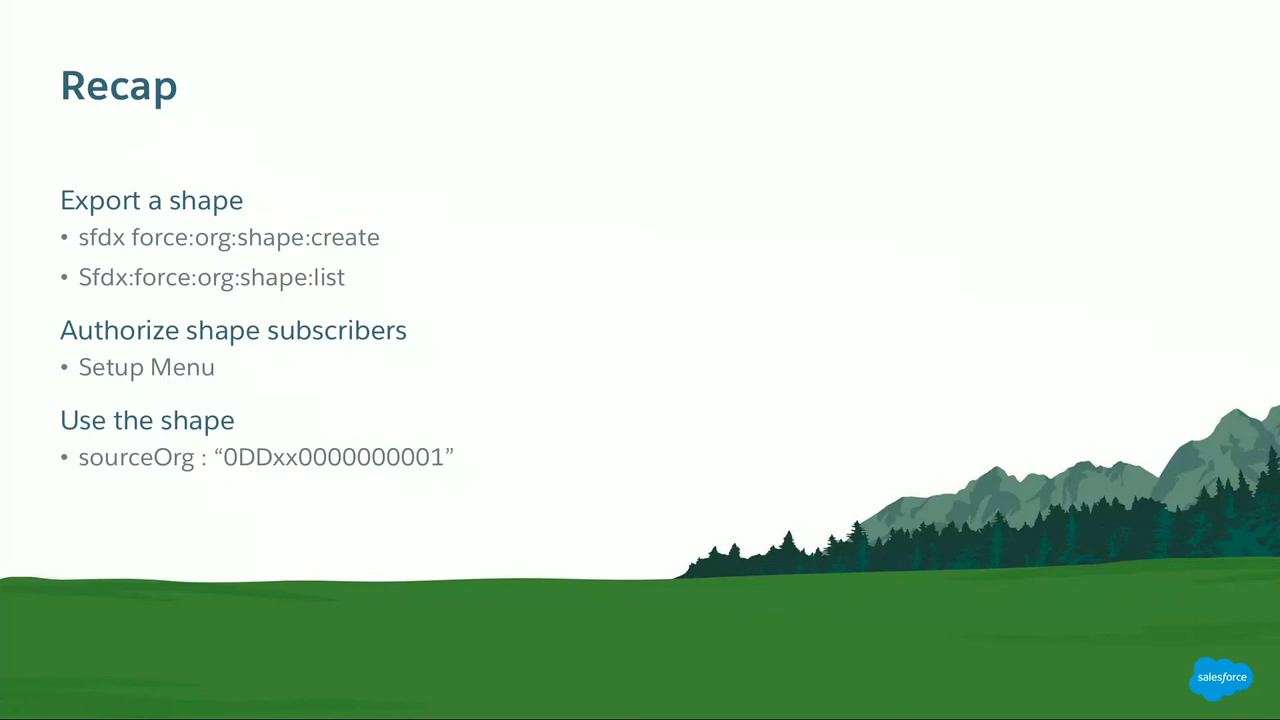 Recap
Export a shape
• sfdx force:org:shape:create
• Sfdx:force:org:shape:list
Authorize shape subscribers
• Setup Menu
Use the shape
• sourceOrg : “0DDxx0000000001”
salesforce